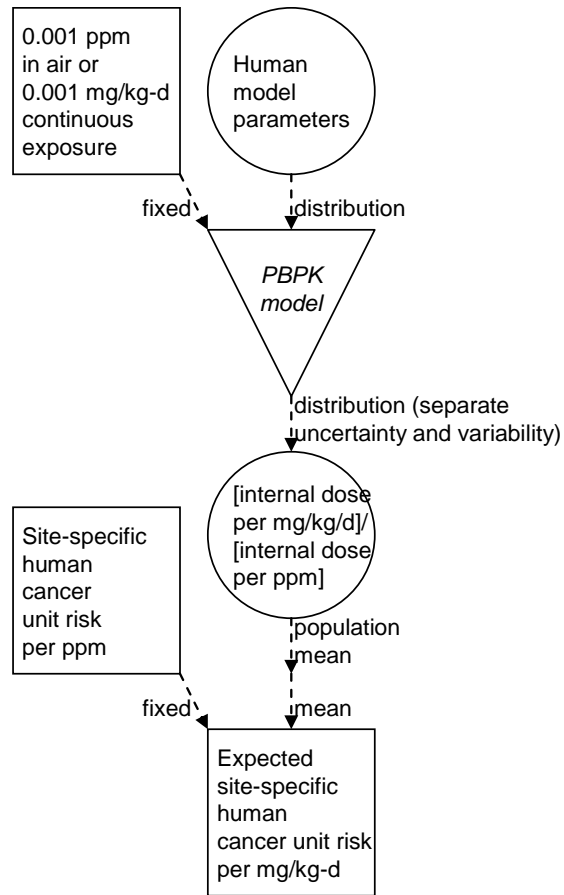 0.001 ppm
in air or
0.001 mg/kg-d
continuous
exposure
Human
model
parameters
fixed
distribution
PBPK
model
distribution (separate
uncertainty and variability)
[internal dose
per mg/kg/d]/
[internal dose
per ppm]
Site-specific
human
cancer
unit risk
per ppm
population
mean
fixed
mean
Expected
site-specific
human
cancer unit risk
per mg/kg-d